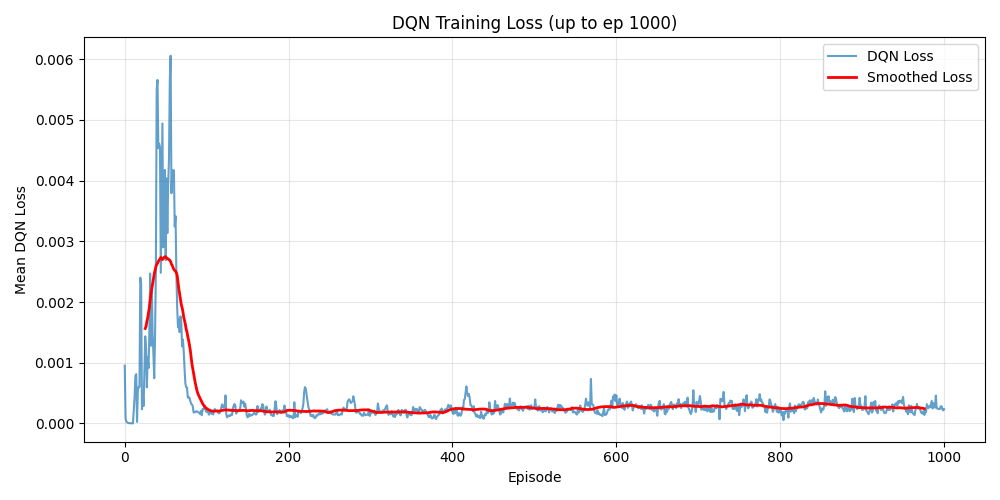 DQN Training Loss (up to ep 1000)
DQN Loss
Smoothed Loss
Mean DQN Loss
0.006
0.005
0.004
0.003
0.002
0.001
0.000
0 200 400 600 800 1000
Episode